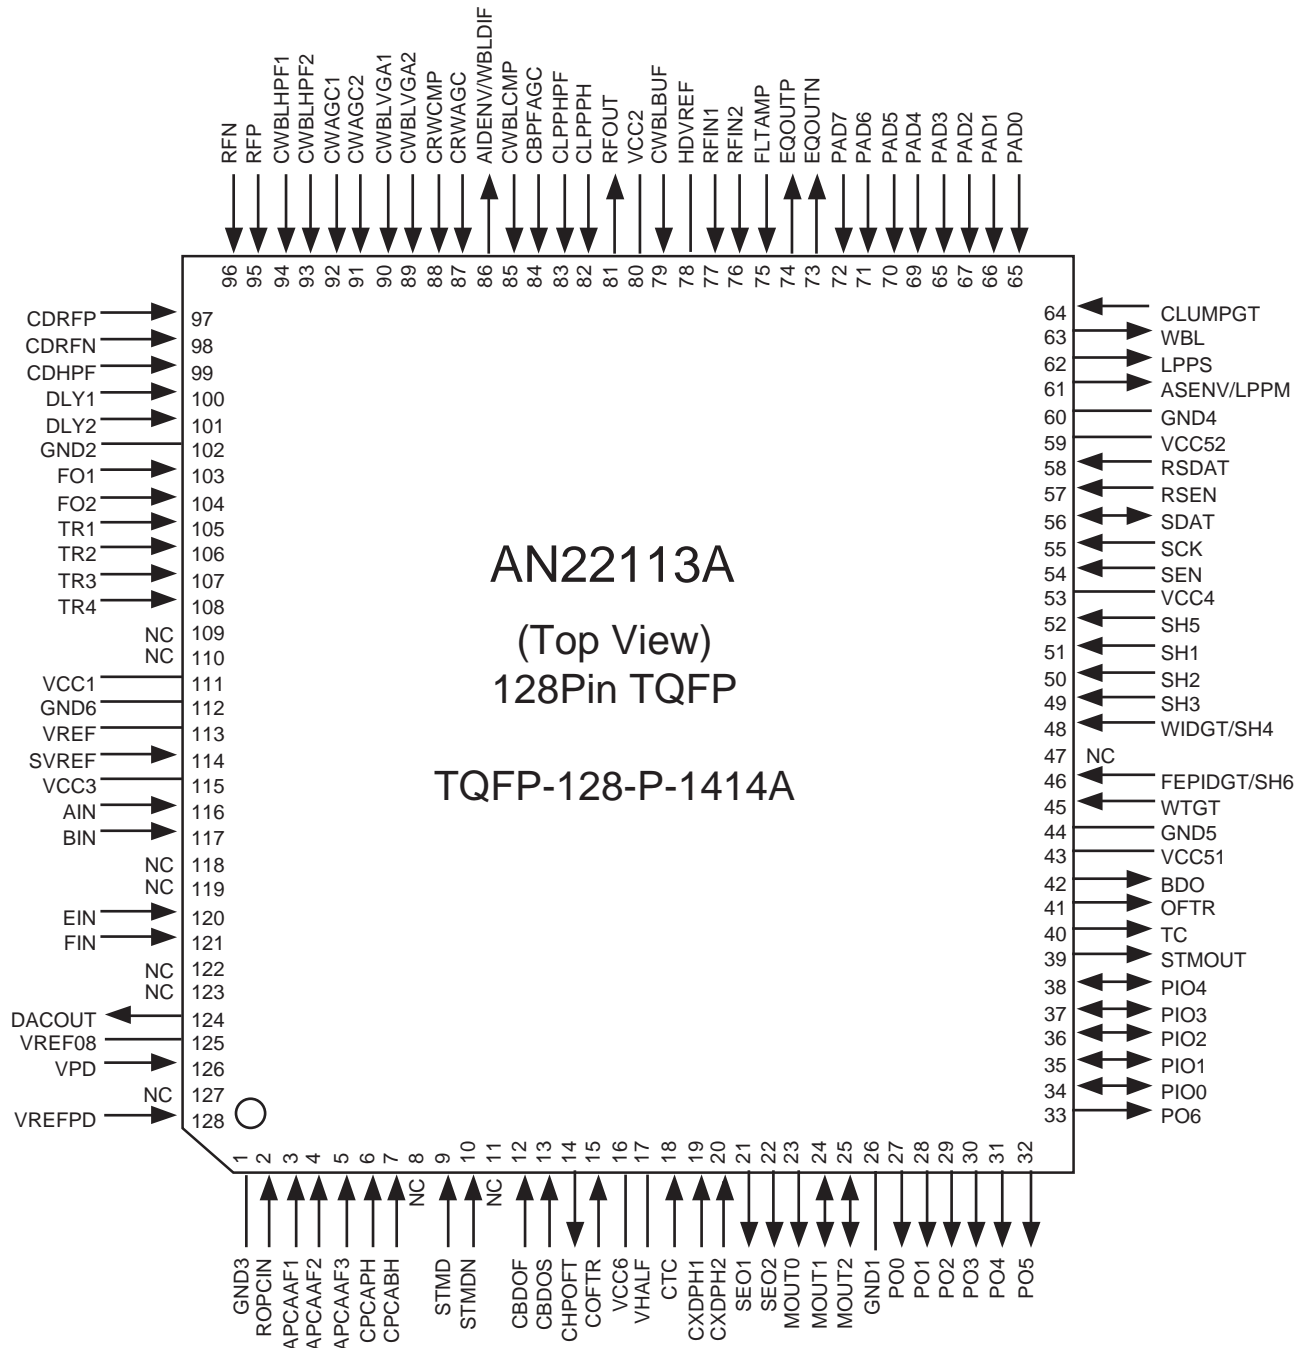 RFN
RFP
CWBLHPF1
CWBLHPF2
CWAGC1
CWAGC2
CWBLVGA1
CWBLVGA2
CRWCMP
CRWAGC
AIDENV/WBLDIF
CWBLCMP
CBPFAGC
CLPPHPF
CLPPPH
RFOUT
VCC2
CWBLBUF
HDVREF
RFIN1
RFIN2
FLTAMP
EQOUTP
EQOUTN
PAD7
PAD6
PAD5
PAD4
PAD3
PAD2
PAD1
PAD0
96
95
94
93
92
91
90
89
88
87
86
85
84
83
82
81
80
79
78
77
76
75
74
73
72
71
70
69
65
67
66
65
CDRFP 97
CDRFN 98
CDHPF 99
DLY1 100
DLY2 101
GND2 102
FO1 103
FO2 104
TR1 105
TR2 106
TR3 107
TR4 108
NC 109
NC 110
VCC1 111
GND6 112
VREF 113
SVREF 114
VCC3 115
AIN 116
BIN 117
NC 118
NC 119
EIN 120
FIN 121
NC 122
NC 123
DACOUT 124
VREF08 125
VPD 126
NC 127
VREFPD 128
AN22113A
(Top View)
128Pin TQFP
TQFP-128-P-1414A
64 CLUMPGT
63 WBL
62 LPPS
61 ASENV/LPPM
60 GND4
59 VCC52
58 RSDAT
57 RSEN
56 SDAT
55 SCK
54 SEN
53 VCC4
52 SH5
51 SH1
50 SH2
49 SH3
48 WIDGT/SH4
47 NC
46 FEPIDGT/SH6
45 WTGT
44 GND5
43 VCC51
42 BDO
41 OFTR
40 TC
39 STMOUT
38 PIO4
37 PIO3
36 PIO2
35 PIO1
34 PIO0
33 PO6
1
2
3
4
5
6
7
8
9
10
11
12
13
14
15
16
17
18
19
20
21
22
23
24
25
26
27
28
29
30
31
32
GND3
ROPCIN
APCAAF1
APCAAF2
APCAAF3
CPCAPH
CPCABH
NC
STMD
STMDN
NC
CBDOF
CBDOS
CHPOFT
COFTR
VCC6
VHALF
CTC
CXDPH1
CXDPH2
SEO1
SEO2
MOUT0
MOUT1
MOUT2
GND1
PO0
PO1
PO2
PO3
PO4
PO5